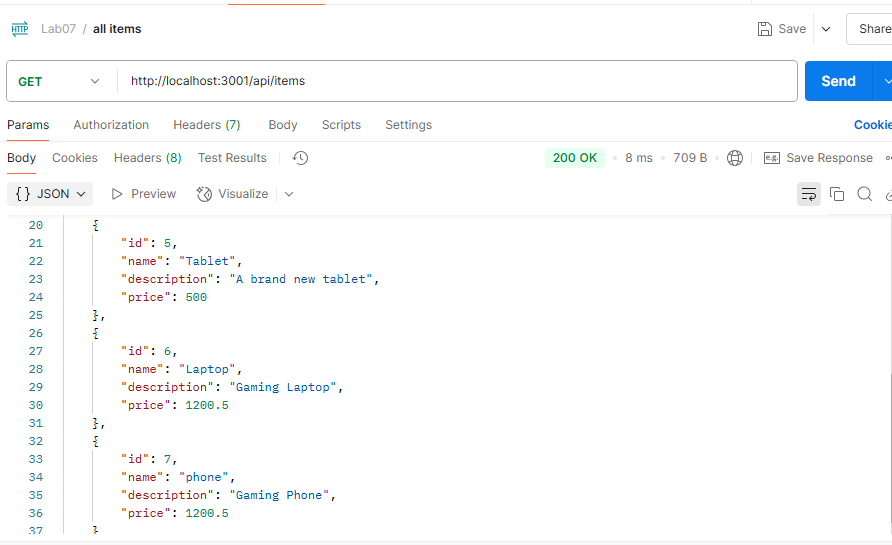 HTTP Lab07 / all items Save Share
GET http://localhost:3001/api/items Send
Params Authorization Headers (7) Body Scripts Settings Cookie
Body Cookies Headers (8) Test Results 200 OK • 8 ms • 709 B • e.g. Save Response
{} JSON Preview Visualize
20 {
21 "id": 5,
22 "name": "Tablet",
23 "description": "A brand new tablet",
24 "price": 500
25 },
26 {
27 "id": 6,
28 "name": "Laptop",
29 "description": "Gaming Laptop",
30 "price": 1200.5
31 },
32 {
33 "id": 7,
34 "name": "phone",
35 "description": "Gaming Phone",
36 "price": 1200.5
37 }